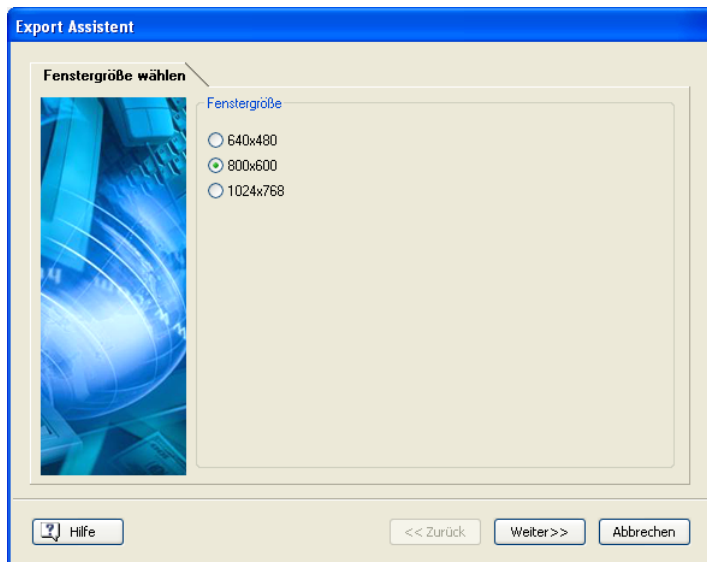 Export Assistent
Fenstergröße wählen
Fenstergröße
640x480
800x600
1024x768
Hilfe
<< Zurück
Weiter>>
Abbrechen